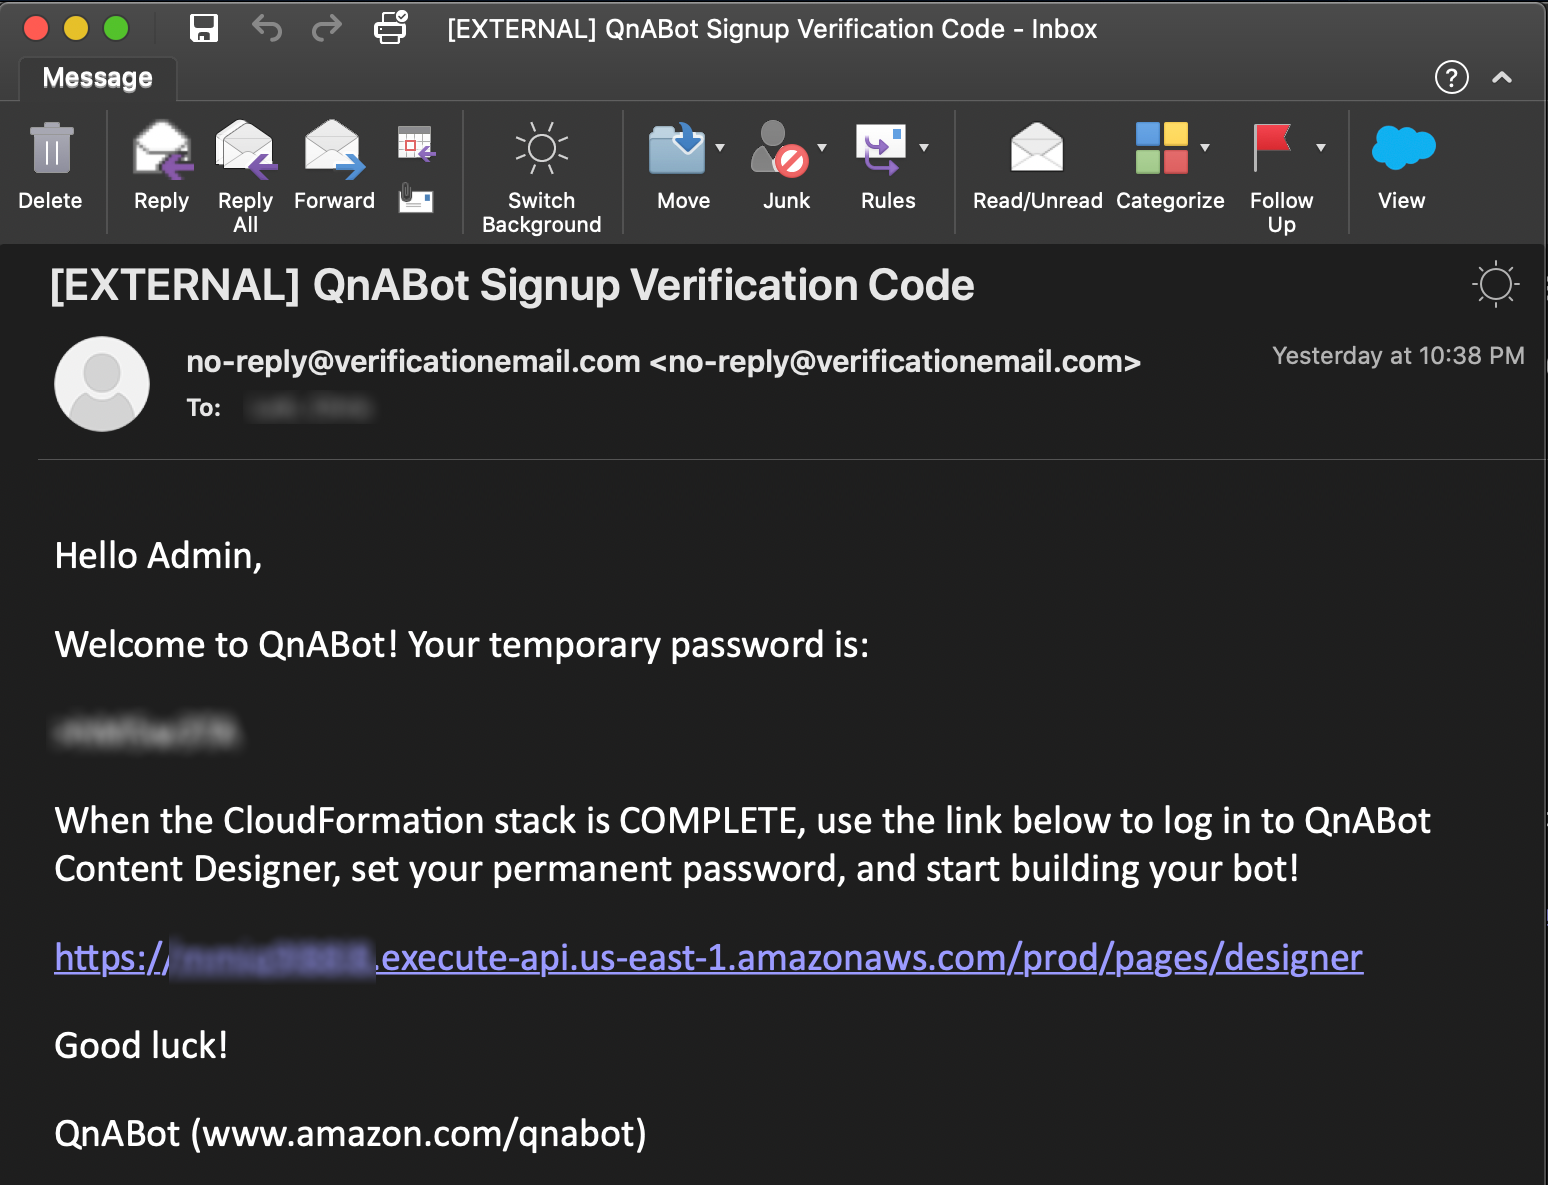 [EXTERNAL] QnABot Signup Verification Code - Inbox
Message
Delete
Reply
Reply All
Forward
Switch Background
Move
Junk
Rules
Read/Unread
Categorize
Follow Up
View
[EXTERNAL] QnABot Signup Verification Code
no-reply@verificationemail.com <no-reply@verificationemail.com>
Yesterday at 10:38 PM
To:
Hello Admin,
Welcome to QnABot! Your temporary password is:
When the CloudFormation stack is COMPLETE, use the link below to log in to QnABot
Content Designer, set your permanent password, and start building your bot!
https://.execute-api.us-east-1.amazonaws.com/prod/pages/designer
Good luck!
QnABot (www.amazon.com/qnabot)